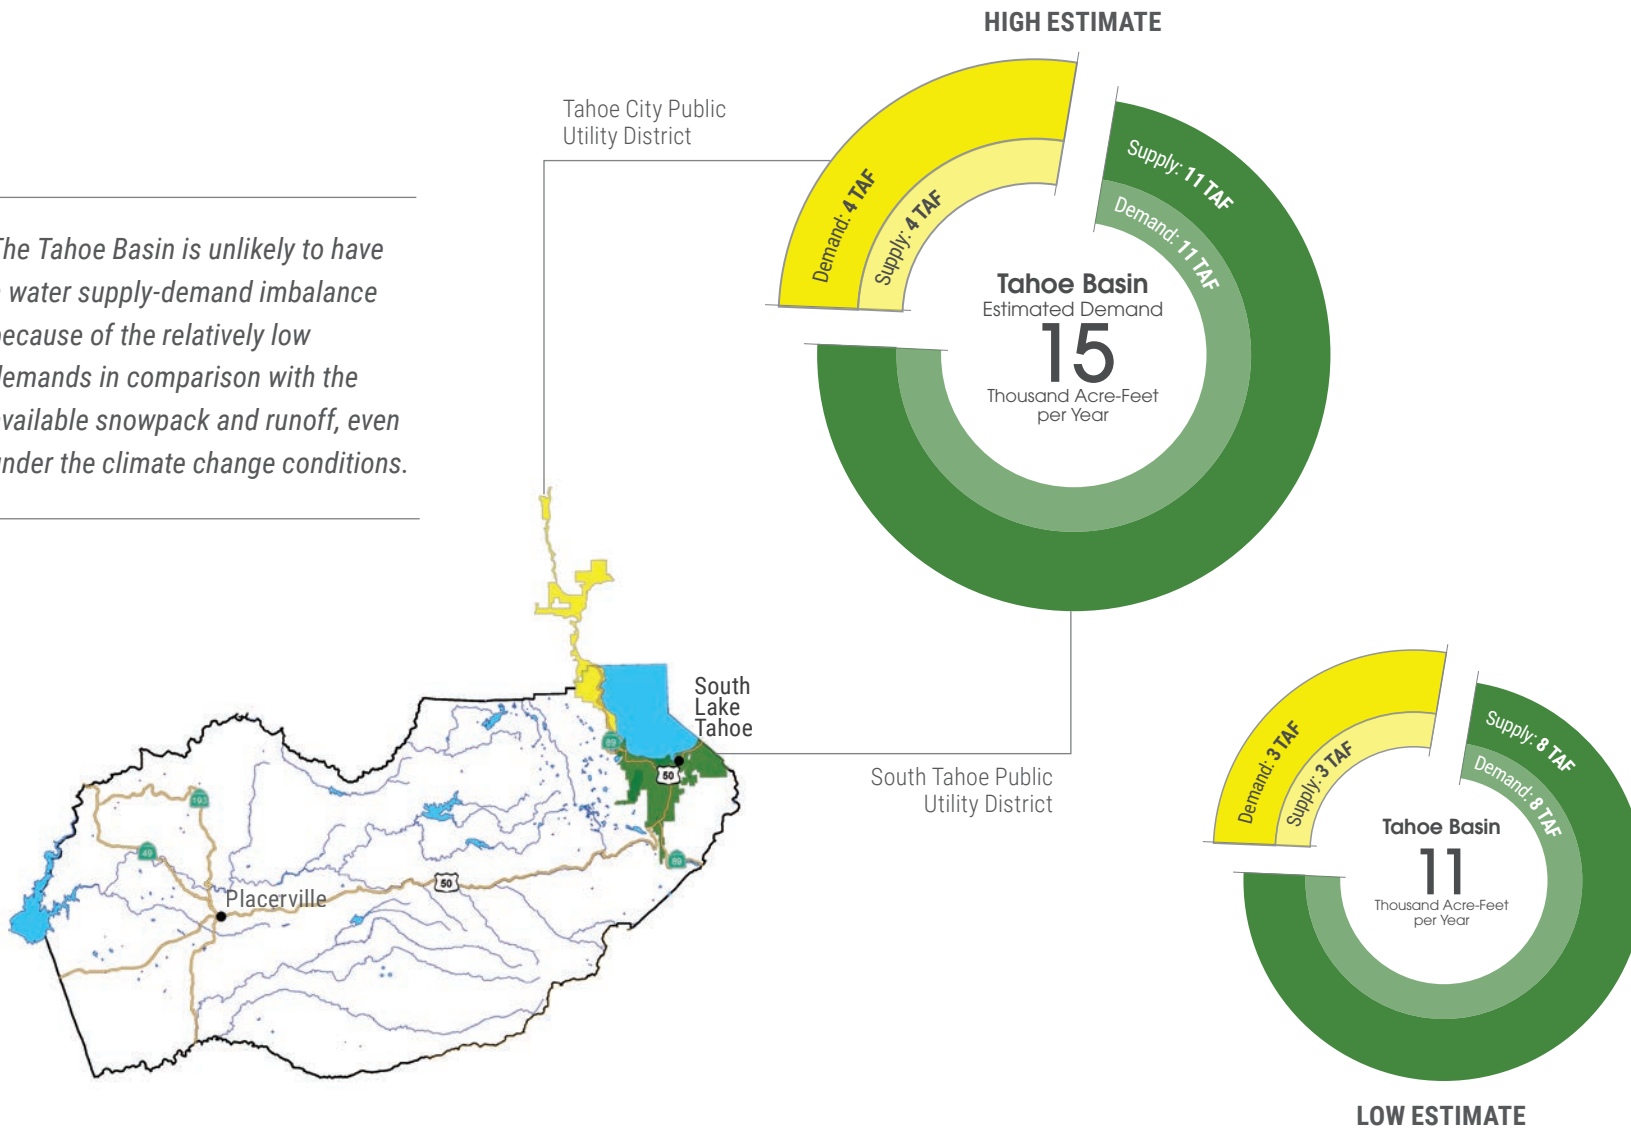 HIGH ESTIMATE
Tahoe City Public
Utility District
Demand: 4 TAF
Supply: 4 TAF
Supply: 11 TAF
Demand: 11 TAF
Tahoe Basin
Estimated Demand
15
Thousand Acre-Feet
per Year
he Tahoe Basin is unlikely to have
water supply-demand imbalance
ecause of the relatively low
emands in comparison with the
vailable snowpack and runoff, even
nder the climate change conditions.
South
Lake
Tahoe
89
50
South Tahoe Public
Utility District
193
49
89
50
Placerville
Demand: 3 TAF
Supply: 3 TAF
Supply: 8 TAF
Demand: 8 TAF
Tahoe Basin
11
Thousand Acre-Feet
per Year
LOW ESTIMATE